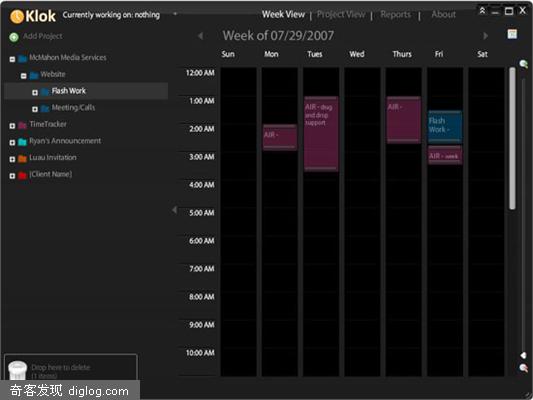 Klok
Currently working on: nothing
Week View | Project View | Reports | About
Add Project
Week of 07/29/2007
Sun Mon Tues Wed Thurs Fri Sat
McMahon Media Services
Website
Flash Work
Meeting/Calls
TimeTracker
Ryan's Announcement
Luau Invitation
[Client Name]
12:00 AM
1:00 AM
2:00 AM
3:00 AM
4:00 AM
5:00 AM
6:00 AM
7:00 AM
8:00 AM
9:00 AM
10:00 AM
AIR -
AIR - drag
and drop
support
AIR -
Flash
Work -
AIR - week
Drop here to delete
(1 items)
奇客发现 diglog.com